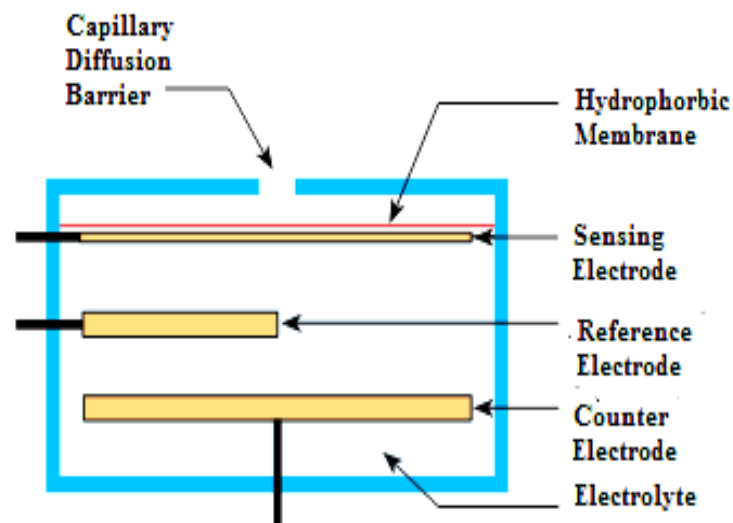 Capillary
Diffusion
Barrier
Hydrophorbic
Membrane
Sensing
Electrode
Reference
Electrode
Counter
Electrode
Electrolyte